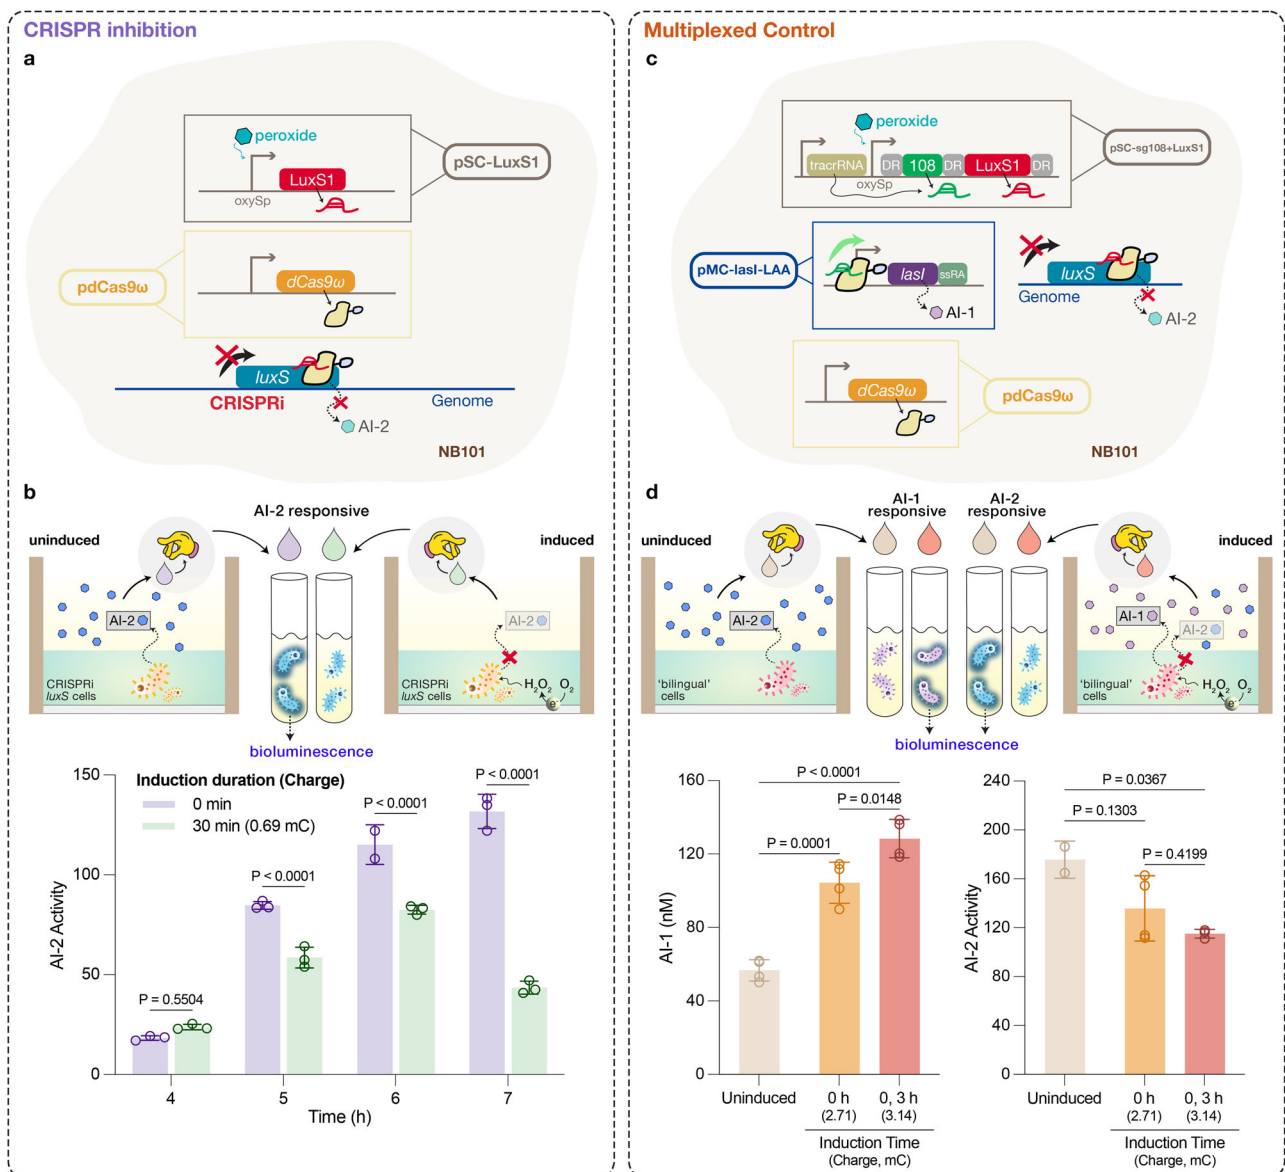 CRISPR inhibition
a
peroxide
LuxS1
oxySp
pSC-LuxS1
pdCas9ω
dCas9ω
luxS
CRISPRi
Genome
AI-2
NB101
b
AI-2 responsive
uninduced
induced
AI-2
AI-2
CRISPRi
luxS cells
CRISPRi
luxS cells
H2O2
O2
e-
bioluminescence
Induction duration (Charge)
0 min
30 min (0.69 mC)
P = 0.5504
P < 0.0001
P < 0.0001
P < 0.0001
AI-2 Activity
150
100
50
0
4
5
6
7
Time (h)
Multiplexed Control
c
peroxide
tracrRNA
oxySp
DR
108
DR
LuxS1
DR
pSC-sg108+LuxS1
pMC-lasI-LAA
lasI
ssRA
AI-1
luxS
Genome
AI-2
dCas9ω
pdCas9ω
NB101
d
AI-1
responsive
AI-2
responsive
uninduced
induced
AI-2
AI-1
AI-2
'bilingual'
cells
'bilingual'
cells
H2O2
O2
e-
bioluminescence
AI-1 (nM)
160
120
80
40
0
P < 0.0001
P = 0.0148
P = 0.0001
Uninduced
0 h
(2.71)
0, 3 h
(3.14)
Induction Time
(Charge, mC)
AI-2 Activity
240
200
160
120
80
40
0
P = 0.0367
P = 0.1303
P = 0.4199
Uninduced
0 h
(2.71)
0, 3 h
(3.14)
Induction Time
(Charge, mC)